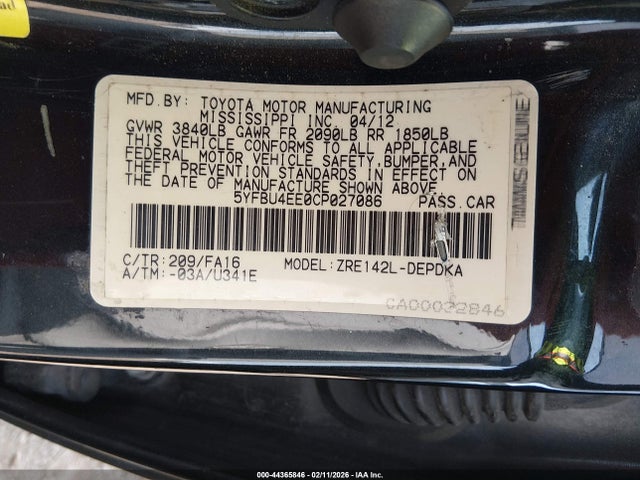 ad
MFD.BY: TOYOTA MOTOR MANUFACTURING
MISSISSIPPI INC 04/12
GVWR 3840LB GAWR FR 2090LB RR 1850LB
THIS VEHICLE CONFORMS TO ALL APPLICABLE
FEDERAL MOTOR VEHICLE SAFETY,BUMPER,AND
THEFT PREVENTION STANDARDS IN EFFECT ON
THE DATE OF MANUFACTURE SHOWN ABOVE.
5YFBU4EE0CP027086 PASS.CAR
C/TR:209/FA16 MODEL:ZRE142L-DEPDKA
A/TM:-03A/U341E
CA00022846
GENUINE
000-44365846 - 02/11/2026 - IAA Inc.